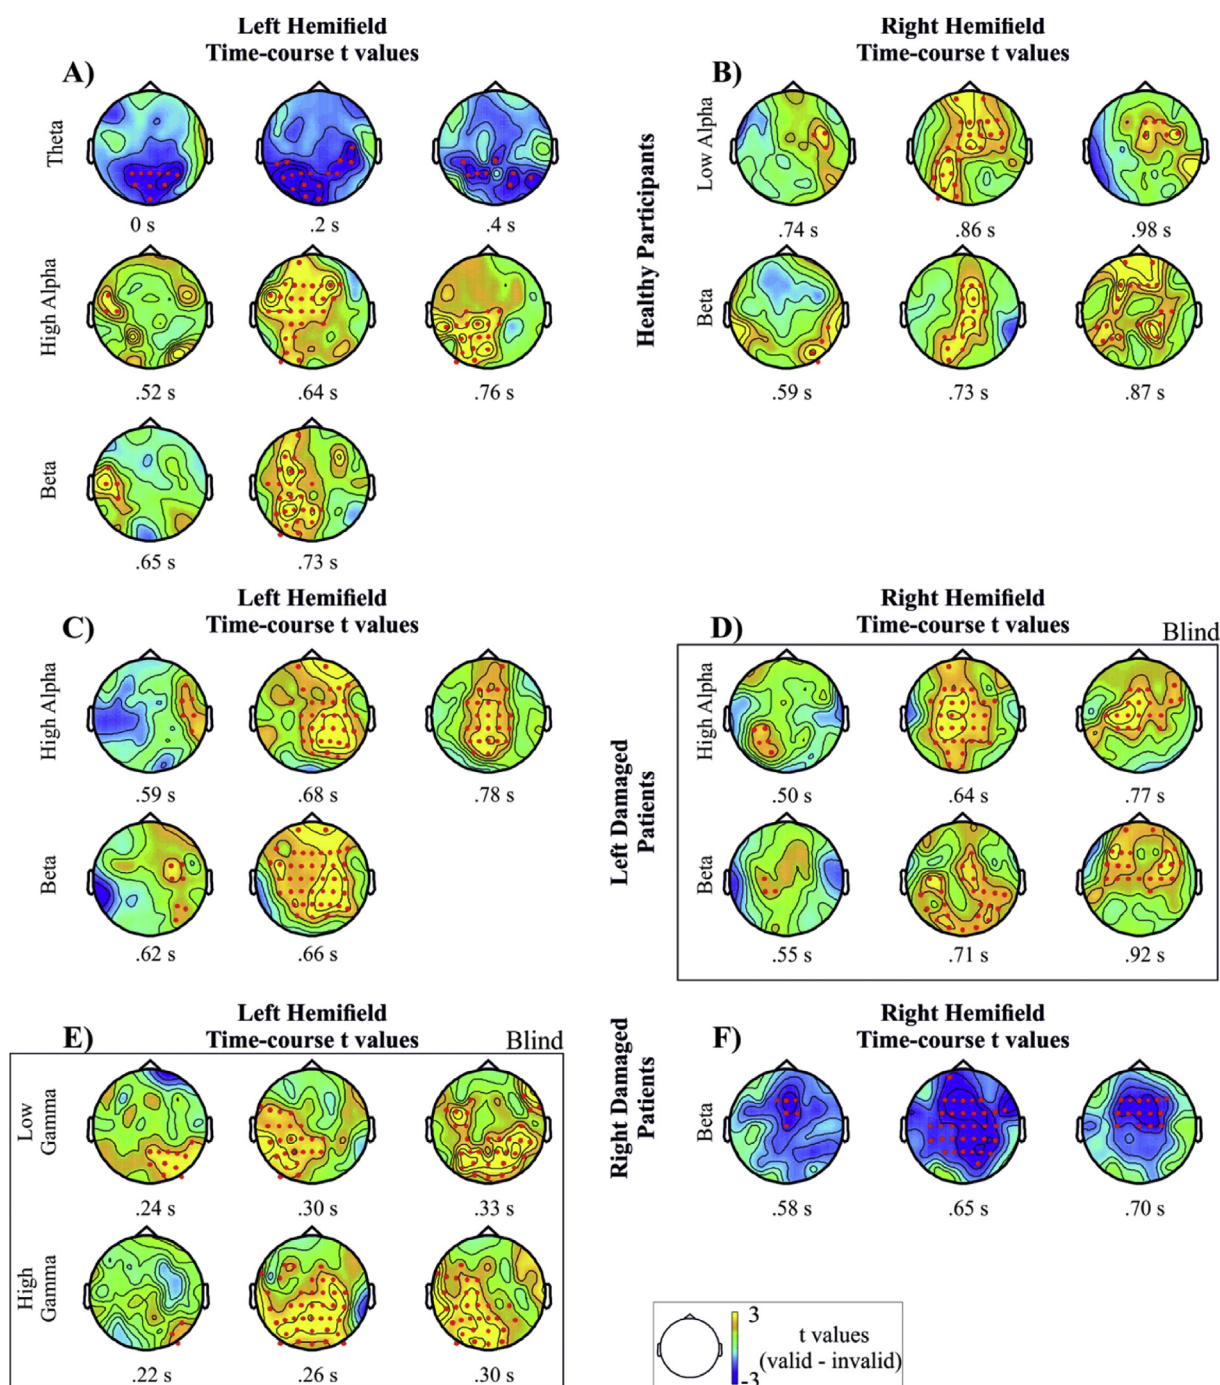 Left Hemifield
Time-course t values
A)
Theta
0 s
.2 s
.4 s
High Alpha
.52 s
.64 s
.76 s
Beta
.65 s
.73 s
Right Hemifield
Time-course t values
B)
Healthy Participants
Low Alpha
.74 s
.86 s
.98 s
Beta
.59 s
.73 s
.87 s
Left Hemifield
Time-course t values
C)
High Alpha
.59 s
.68 s
.78 s
Beta
.62 s
.66 s
Right Hemifield
Time-course t values
D)
Blind
Left Damaged
Patients
High Alpha
.50 s
.64 s
.77 s
Beta
.55 s
.71 s
.92 s
Left Hemifield
Time-course t values
E)
Blind
Low
Gamma
.24 s
.30 s
.33 s
High
Gamma
.22 s
.26 s
.30 s
Right Hemifield
Time-course t values
F)
Right Damaged
Patients
Beta
.58 s
.65 s
.70 s
3
t values
(valid - invalid)
-3